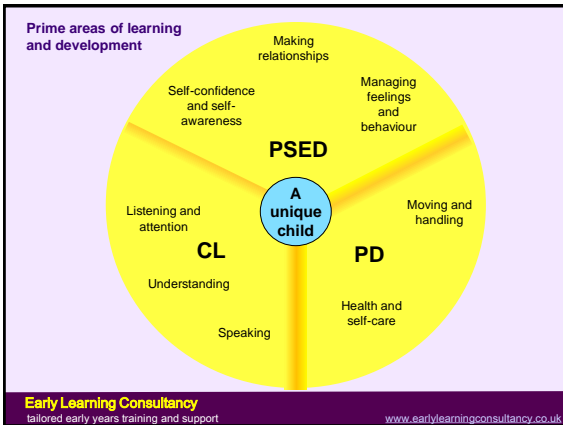 Prime areas of learning
and development
Making
relationships
Self-confidence
and self-
awareness
Managing
feelings
and
behaviour
PSED
A
unique
child
Listening and
attention
CL
Understanding
Speaking
Moving and
handling
PD
Health and
self-care
Early Learning Consultancy
tailored early years training and support
www.earlylearningconsultancy.co.uk